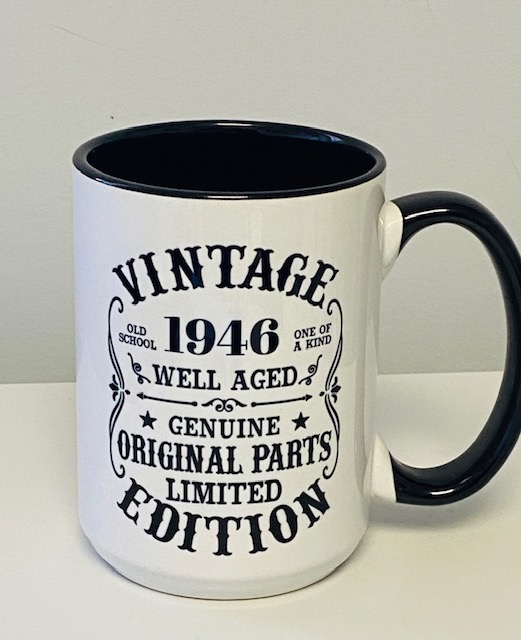 VINTAGE
OLD SCHOOL 1946 ONE OF A KIND
WELL AGED
GENUINE
ORIGINAL PARTS
LIMITED
EDITION